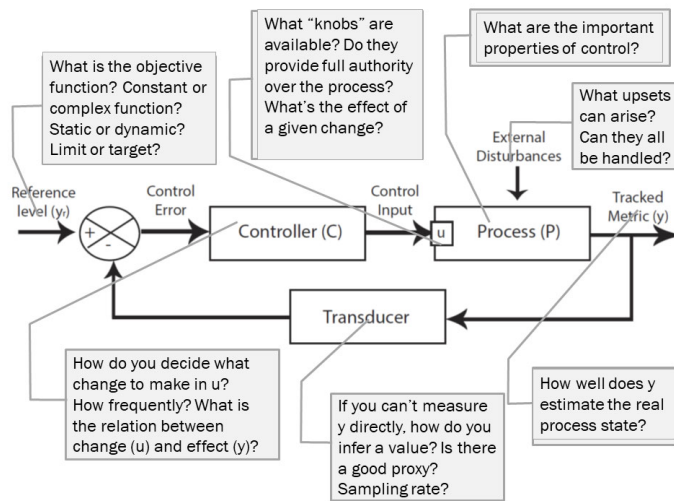 What "knobs" are
available? Do they
provide full authority
over the process?
What's the effect of
a given change?
What are the important
properties of control?
What is the objective
function? Constant or
complex function?
Static or dynamic?
Limit or target?
What upsets
can arise?
Can they all
be handled?
External
Disturbances
Reference
level (yᵣ)
Control
Error
Control
Input
Tracked
Metric (y)
+
-
Controller (C)
u
Process (P)
Transducer
How do you decide what
change to make in u?
How frequently? What is
the relation between
change (u) and effect (y)?
If you can't measure
y directly, how do you
infer a value? Is there
a good proxy?
Sampling rate?
How well does y
estimate the real
process state?